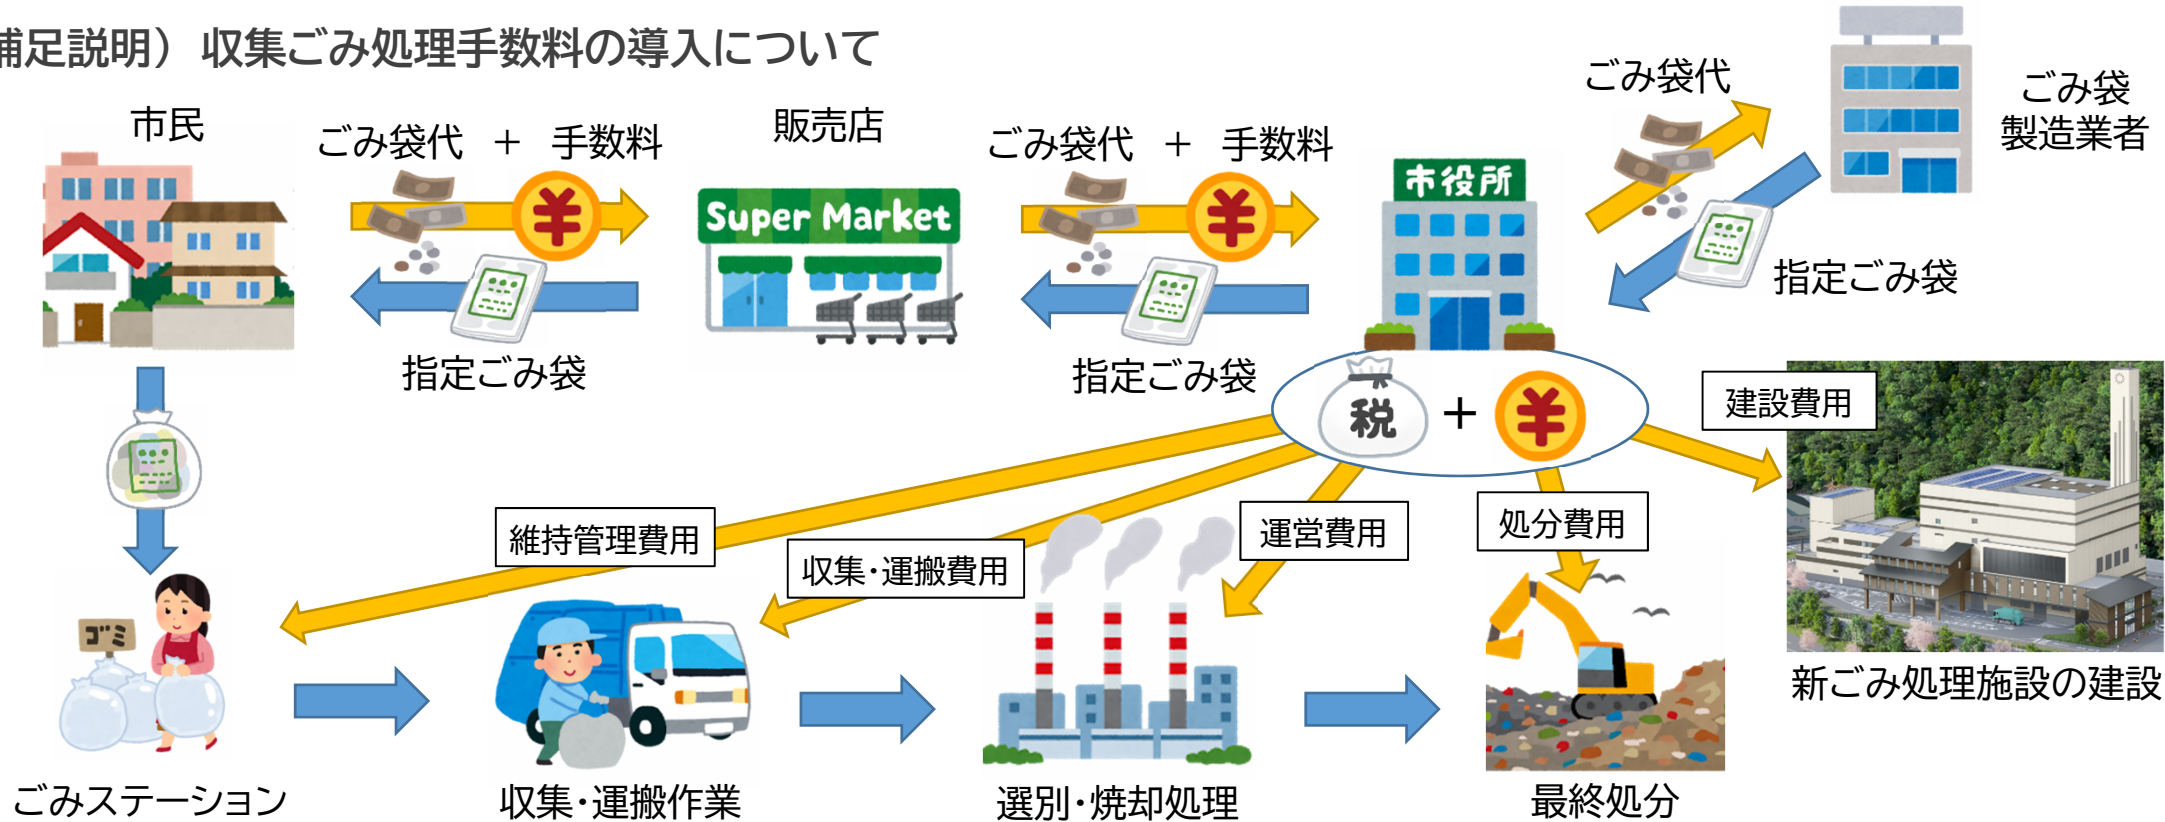 補足説明）収集ごみ処理手数料の導入について
市民
ごみ袋代 ＋ 手数料
販売店
ごみ袋代 ＋ 手数料
ごみ袋代
ごみ袋
製造業者
Super Market
市役所
指定ごみ袋
指定ごみ袋
指定ごみ袋
税
+
¥
¥
¥
建設費用
維持管理費用
収集・運搬費用
運営費用
処分費用
新ごみ処理施設の建設
ゴミ
ごみステーション
収集・運搬作業
選別・焼却処理
最終処分